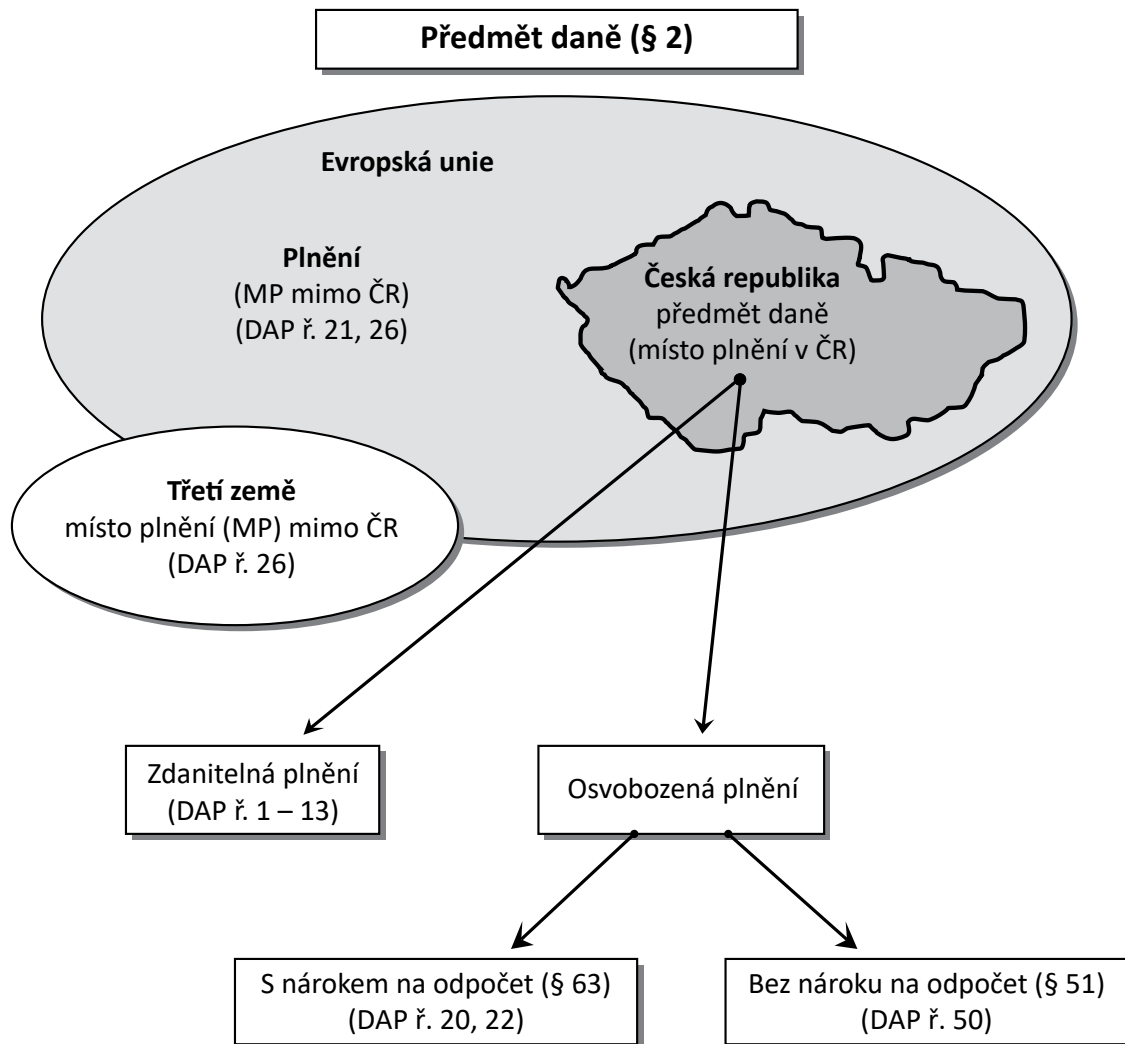 Předmět daně (§ 2)
Evropská unie
Plnění
(MP mimo ČR)
(DAP ř. 21, 26)
Česká republika
předmět daně
(místo plnění v ČR)
Třetí země
místo plnění (MP) mimo ČR
(DAP ř. 26)
Zdanitelná plnění
(DAP ř. 1 – 13)
Osvobozená plnění
S nárokem na odpočet (§ 63)
(DAP ř. 20, 22)
Bez nároku na odpočet (§ 51)
(DAP ř. 50)